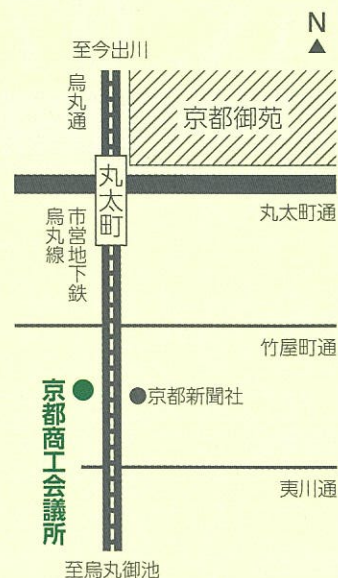 N
至今出川
烏丸通
京都御苑
丸太町
丸太町通
市営地下鉄
烏丸線
竹屋町通
京都新聞社
京都商工会議所
夷川通
至烏丸御池